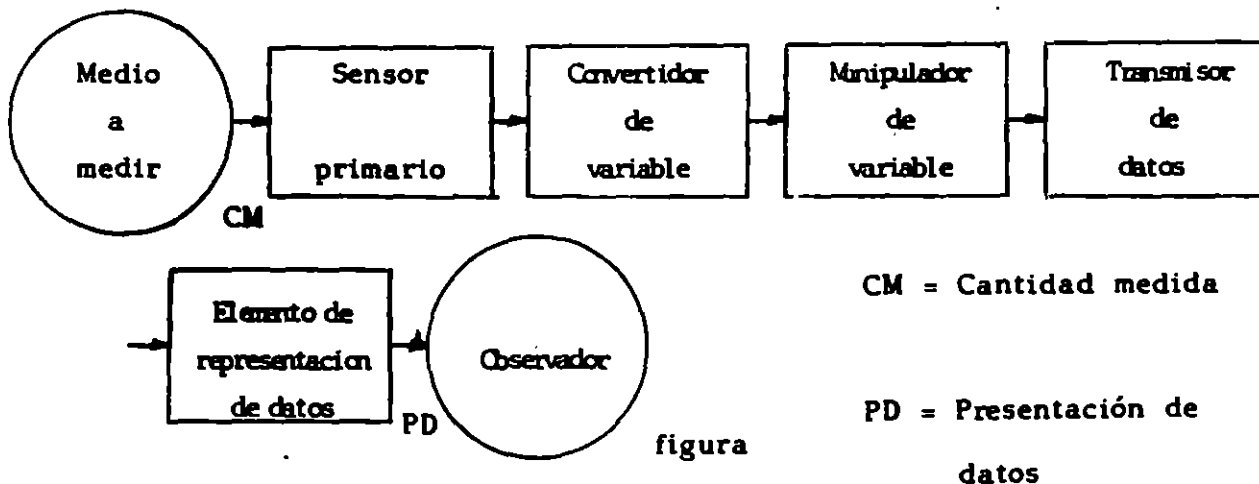 Medio
a
medir
CM
Sensor
primario
Convertidor
de
variable
Manipulador
de
variable
Transmisor
de
datos
Elemento de
representacion
de datos
PD
Observador
figura
CM = Cantidad medida
PD = Presentación de
datos